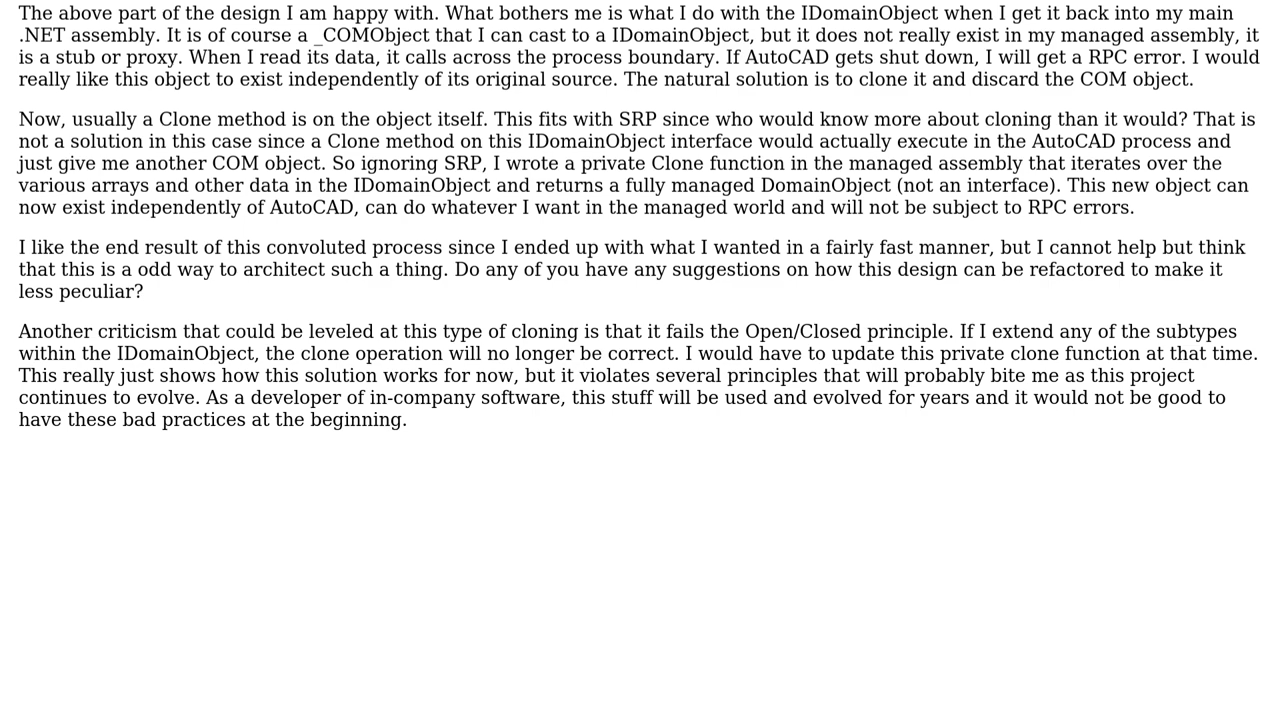 The above part of the design I am happy with. What bothers me is what I do with the IDomainObject when I get it back into my main
.NET assembly. It is of course a _COMObject that I can cast to a IDomainObject, but it does not really exist in my managed assembly, it
is a stub or proxy. When I read its data, it calls across the process boundary. If AutoCAD gets shut down, I will get a RPC error. I would
really like this object to exist independently of its original source. The natural solution is to clone it and discard the COM object.
Now, usually a Clone method is on the object itself. This fits with SRP since who would know more about cloning than it would? That is
not a solution in this case since a Clone method on this IDomainObject interface would actually execute in the AutoCAD process and
just give me another COM object. So ignoring SRP, I wrote a private Clone function in the managed assembly that iterates over the
various arrays and other data in the IDomainObject and returns a fully managed DomainObject (not an interface). This new object can
now exist independently of AutoCAD, can do whatever I want in the managed world and will not be subject to RPC errors.
I like the end result of this convoluted process since I ended up with what I wanted in a fairly fast manner, but I cannot help but think
that this is a odd way to architect such a thing. Do any of you have any suggestions on how this design can be refactored to make it
less peculiar?
Another criticism that could be leveled at this type of cloning is that it fails the Open/Closed principle. If I extend any of the subtypes
within the IDomainObject, the clone operation will no longer be correct. I would have to update this private clone function at that time.
This really just shows how this solution works for now, but it violates several principles that will probably bite me as this project
continues to evolve. As a developer of in-company software, this stuff will be used and evolved for years and it would not be good to
have these bad practices at the beginning.